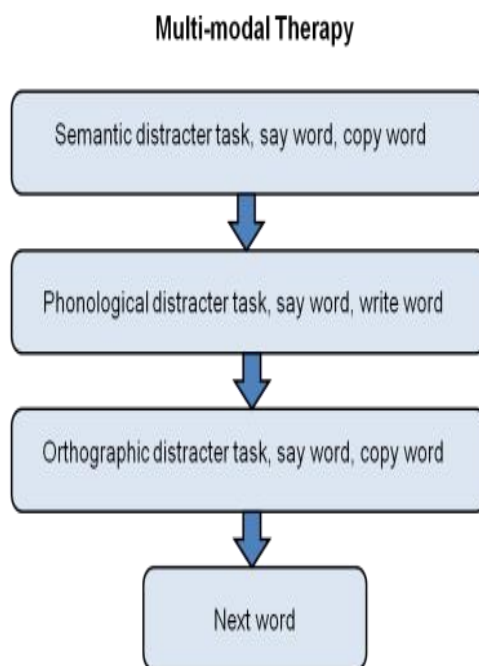 Multi-modal Therapy
Semantic distracter task, say word, copy word
Phonological distracter task, say word, write word
Orthographic distracter task, say word, copy word
Next word